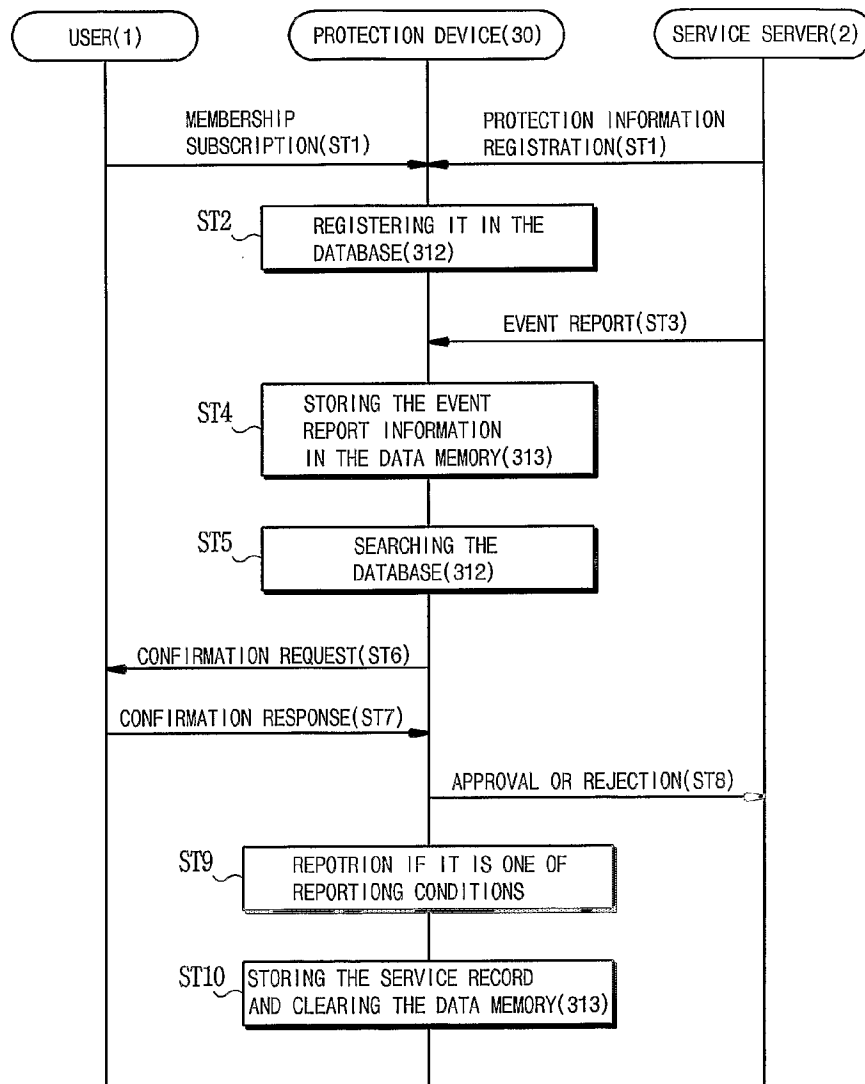 USER(1)
PROTECTION DEVICE(30)
SERVICE SERVER(2)
MEMBERSHIP
SUBSCRIPTION(ST1)
PROTECTION INFORMATION
REGISTRATION(ST1)
ST2
REGISTERING IT IN THE
DATABASE(312)
EVENT REPORT(ST3)
ST4
STORING THE EVENT
REPORT INFORMATION
IN THE DATA MEMORY(313)
ST5
SEARCHING THE
DATABASE(312)
CONFIRMATION REQUEST(ST6)
CONFIRMATION RESPONSE(ST7)
APPROVAL OR REJECTION(ST8)
ST9
REPOTRION IF IT IS ONE OF
REPORTIONG CONDITIONS
ST10
STORING THE SERVICE RECORD
AND CLEARING THE DATA MEMORY(313)